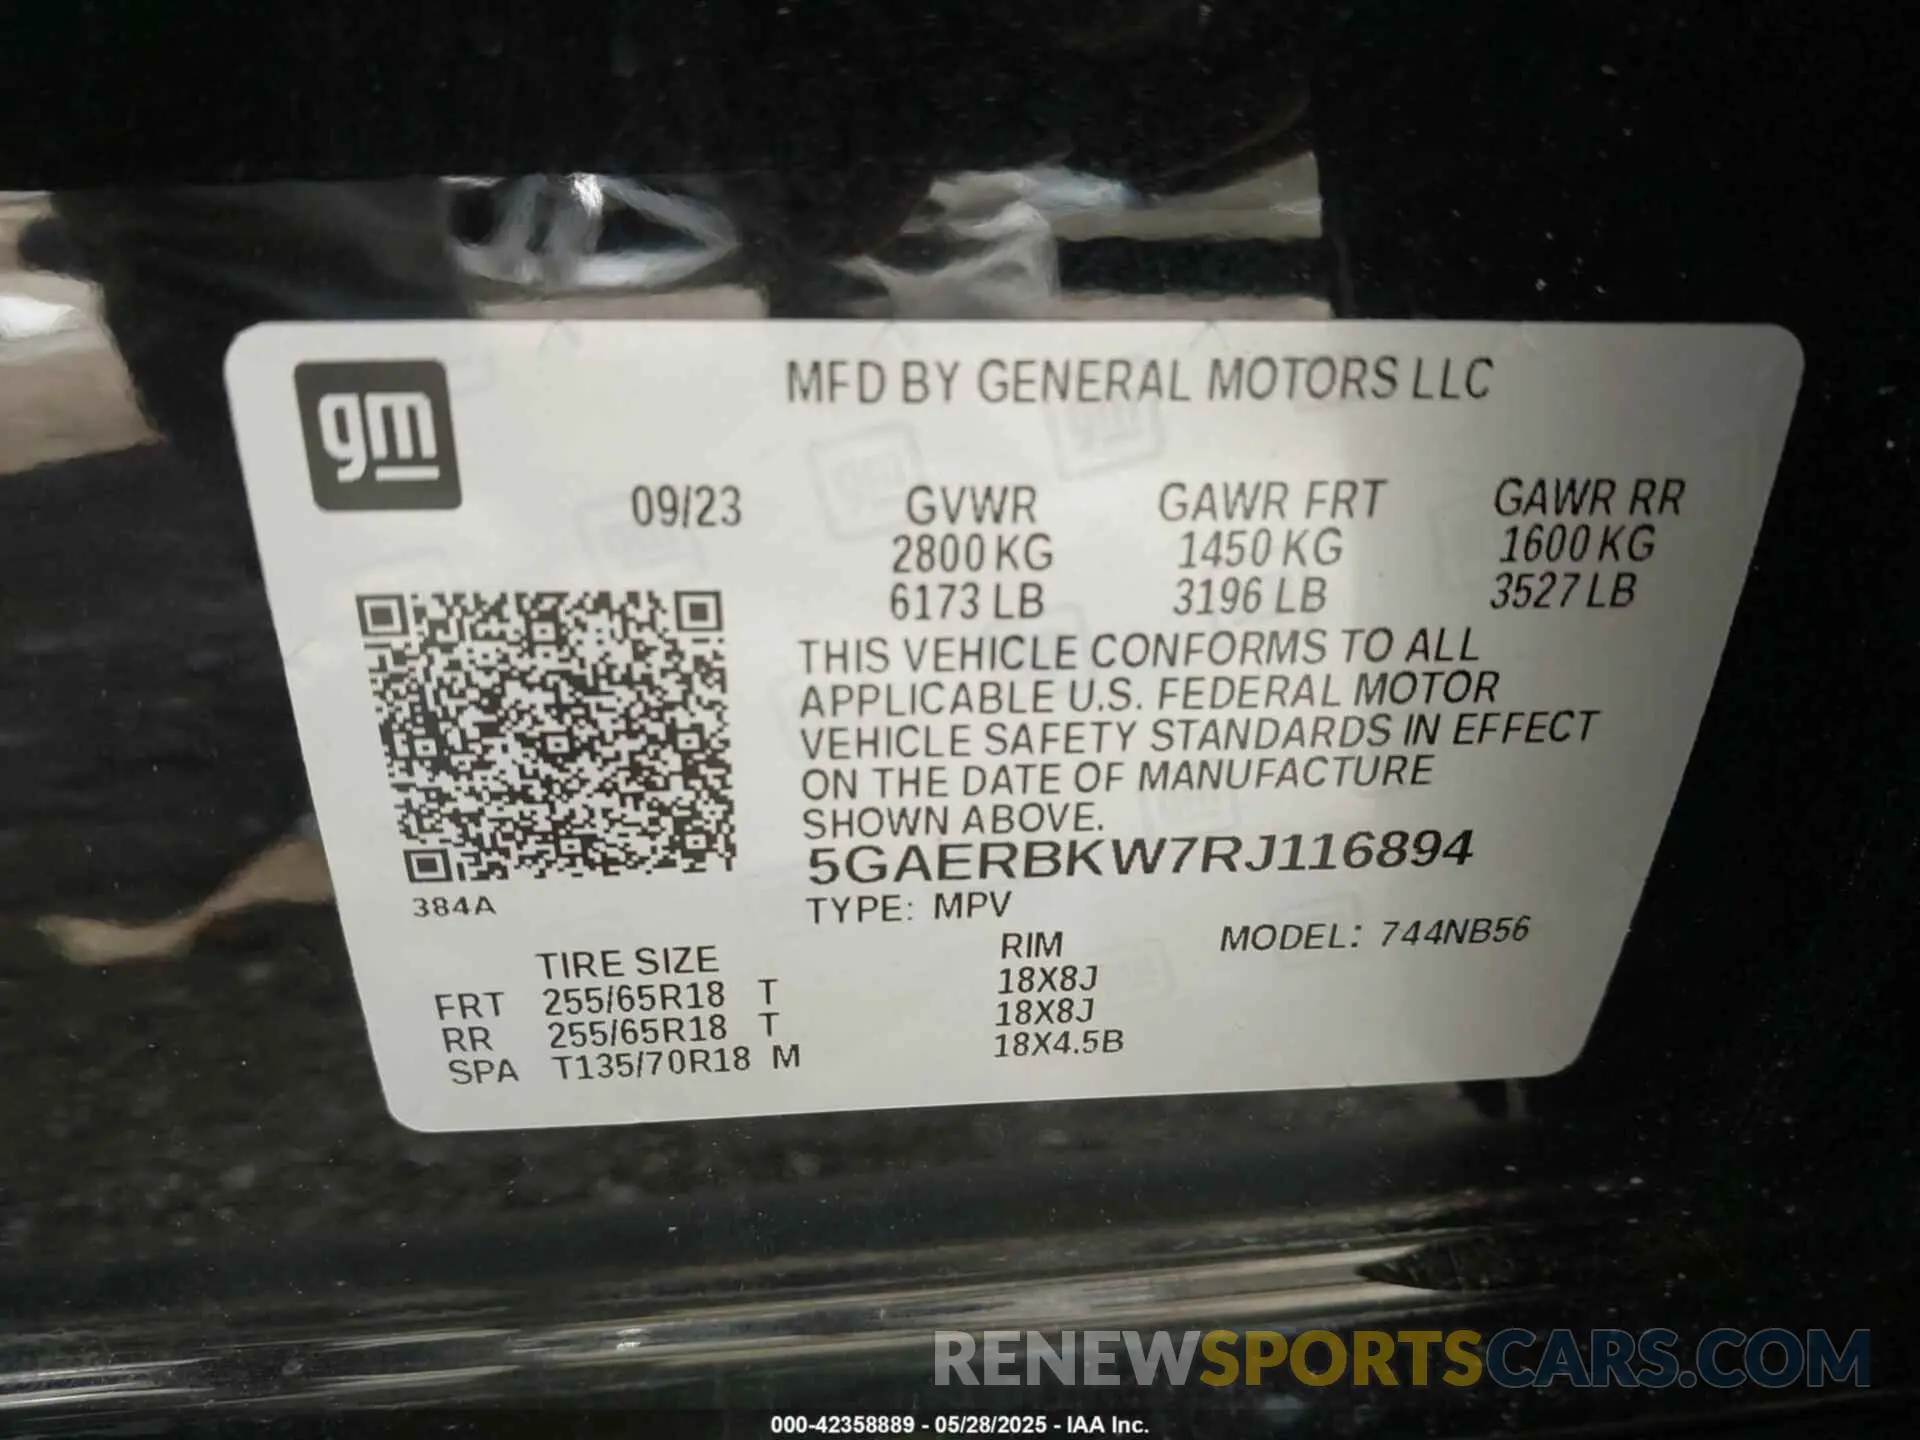 gm
MFD BY GENERAL MOTORS LLC
09/23 GVWR GAWR FRT GAWR RR
2800 KG 1450 KG 1600 KG
6173 LB 3196 LB 3527 LB
THIS VEHICLE CONFORMS TO ALL
APPLICABLE U.S. FEDERAL MOTOR
VEHICLE SAFETY STANDARDS IN EFFECT
ON THE DATE OF MANUFACTURE
SHOWN ABOVE.
5GAERBKW7RJ116894
384A
TYPE: MPV
MODEL: 744NB56
TIRE SIZE RIM
FRT 255/65R18 T 18X8J
RR 255/65R18 T 18X8J
SPA T135/70R18 M 18X4.5B
RENEWSPORTSCARS.COM
000-42358889 - 05/28/2025 - IAA Inc.